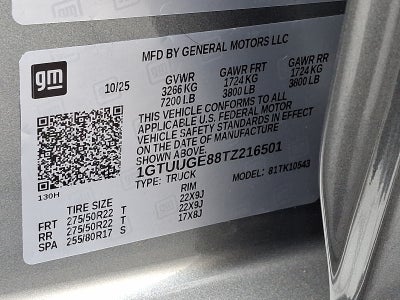 gm
MFD BY GENERAL MOTORS LLC
10/25
GVWR GAWR FRT GAWR RR
3266 KG 1724 KG 1724 KG
7200 LB 3800 LB 3800 LB
THIS VEHICLE CONFORMS TO ALL
APPLICABLE U.S. FEDERAL MOTOR
VEHICLE SAFETY STANDARDS IN EFFECT
ON THE DATE OF MANUFACTURE
SHOWN ABOVE.
1GTUUGE88TZ216501
TYPE: TRUCK MODEL: 81TK10543
130H
TIRE SIZE RIM
FRT 275/50R22 T 22X9J
RR 275/50R22 T 22X9J
SPA 255/80R17 S 17X8J